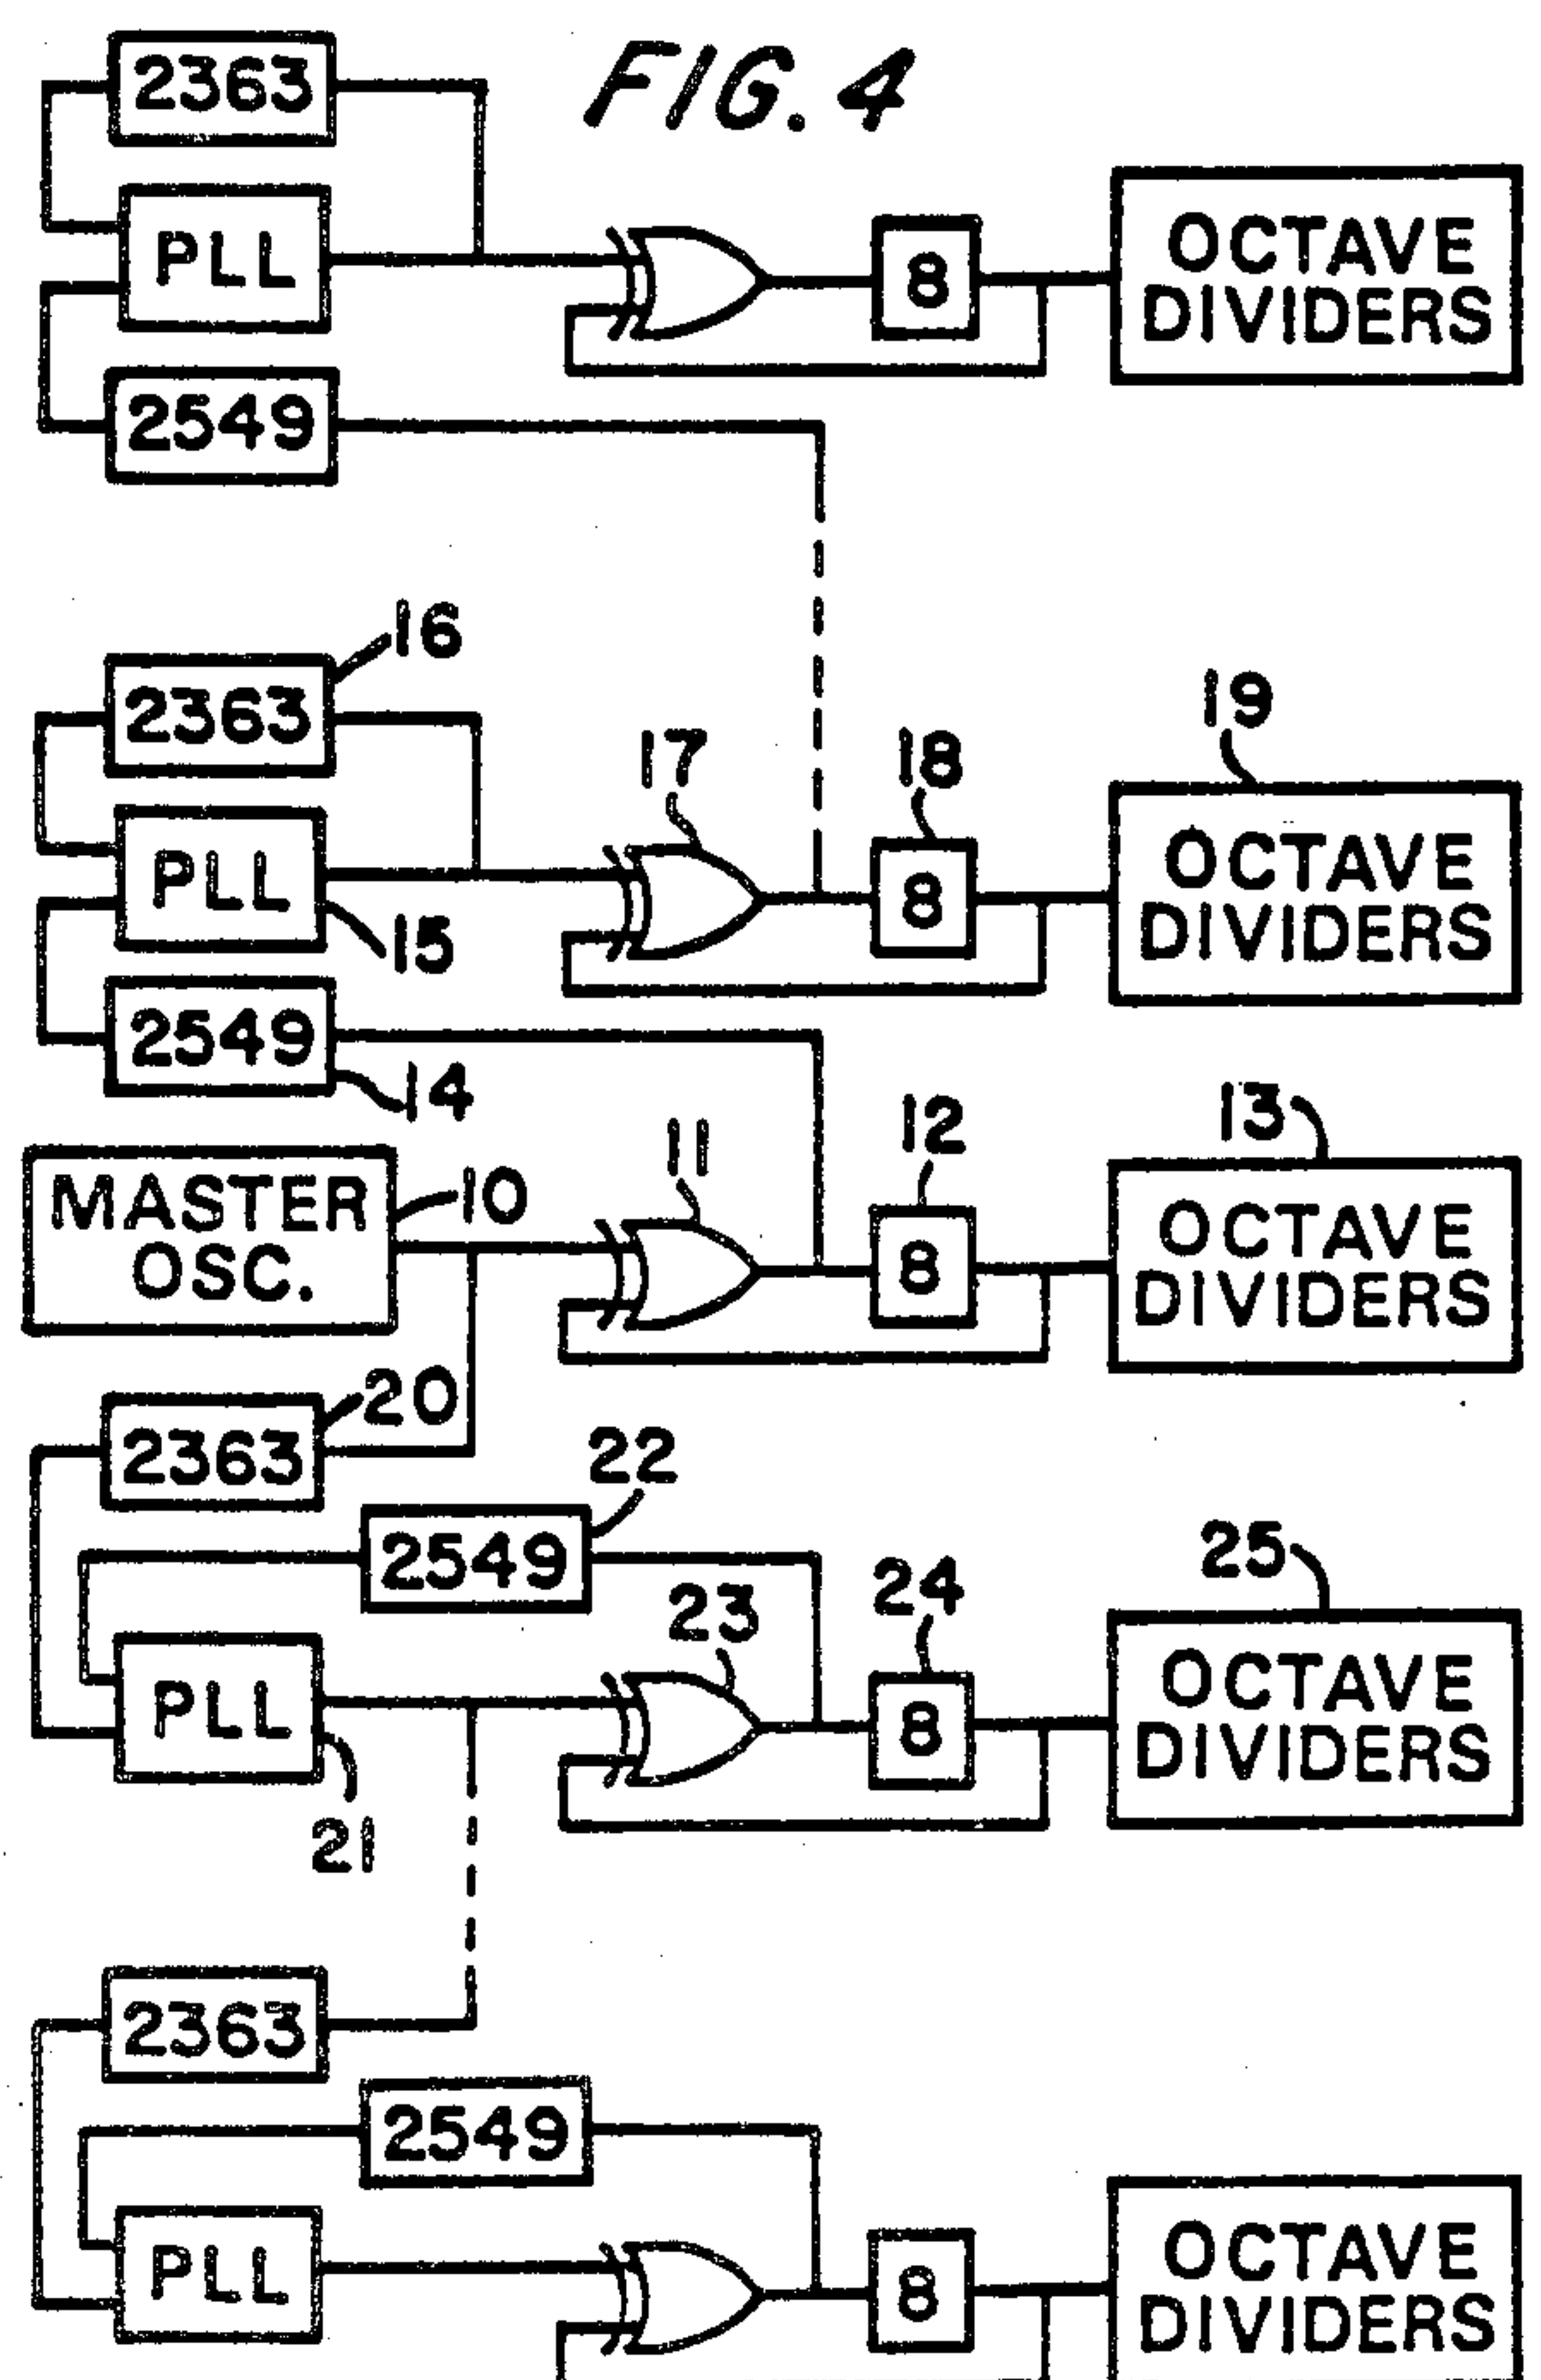 FIG. 4
2363
PLL
8
OCTAVE
DIVIDERS
2549
16
2363
17
18
19
PLL
8
OCTAVE
DIVIDERS
15
2549
14
MASTER
OSC.
10
11
12
13
8
OCTAVE
DIVIDERS
20
2363
22
2549
23
24
25
PLL
8
OCTAVE
DIVIDERS
21
2363
2549
PLL
8
OCTAVE
DIVIDERS